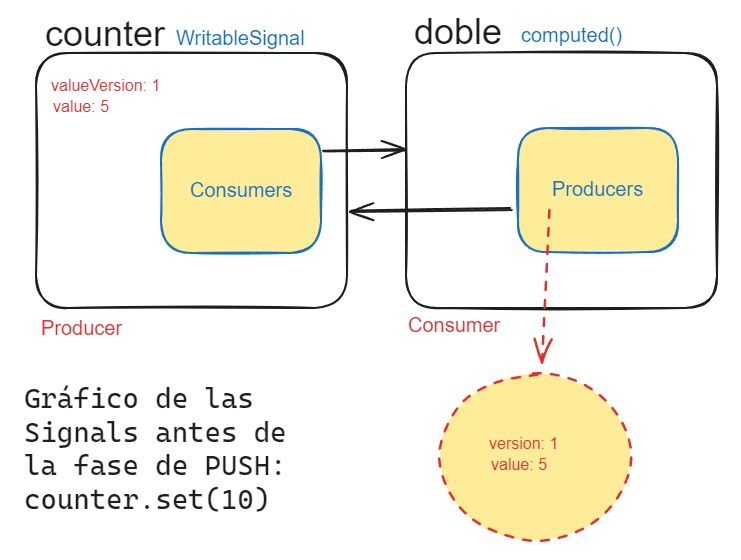 counter WritableSignal
doble computed()
valueVersion: 1
value: 5
Consumers
Producers
Producer
Consumer
Gráfico de las
Signals antes de
la fase de PUSH:
counter.set(10)
version: 1
value: 5